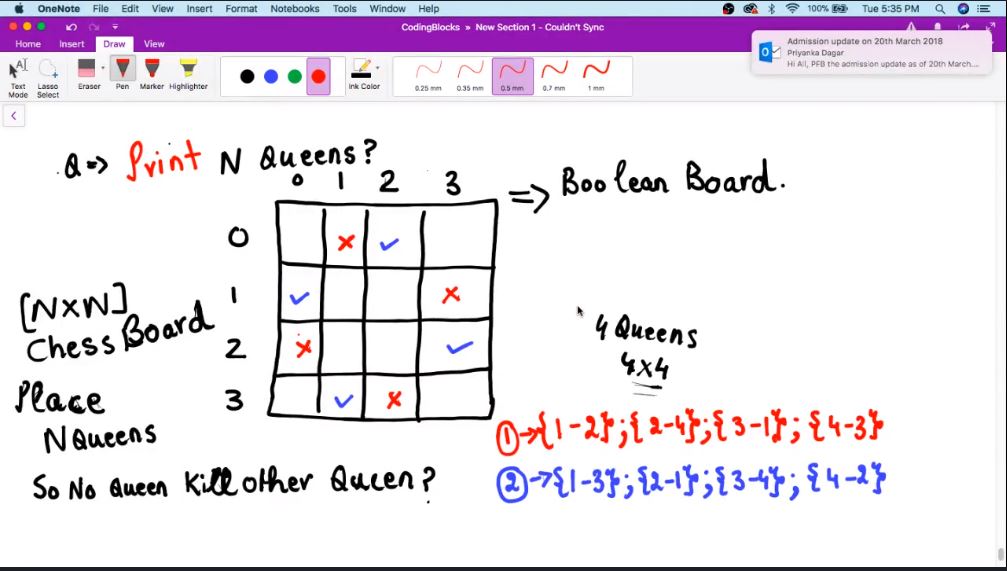 OneNote File Edit View Insert Format Notebooks Tools Window Help 100% Tue 5:35 PM
CodingBlocks » New Section 1 - Couldn't Sync
Home Insert Draw View
Admission update on 20th March 2018
Priyanka Dagar
Hi All, PFB the admission update as of 20th March....
Text Mode
Lasso Select
Eraser
Pen
Marker
Highlighter
Ink Color
0.25 mm
0.35 mm
0.5 mm
0.7 mm
1 mm
Q => Print N Queens?
0 1 2 3
=> Boolean Board.
0
1
2
3
[N×N]
Chess Board
Place
N Queens
So No Queen Kill other Queen?
4 Queens
4×4
① → {1-2} ; {2-4} ; {3-1} ; {4-3}
② → {1-3} ; {2-1} ; {3-4} ; {4-2}